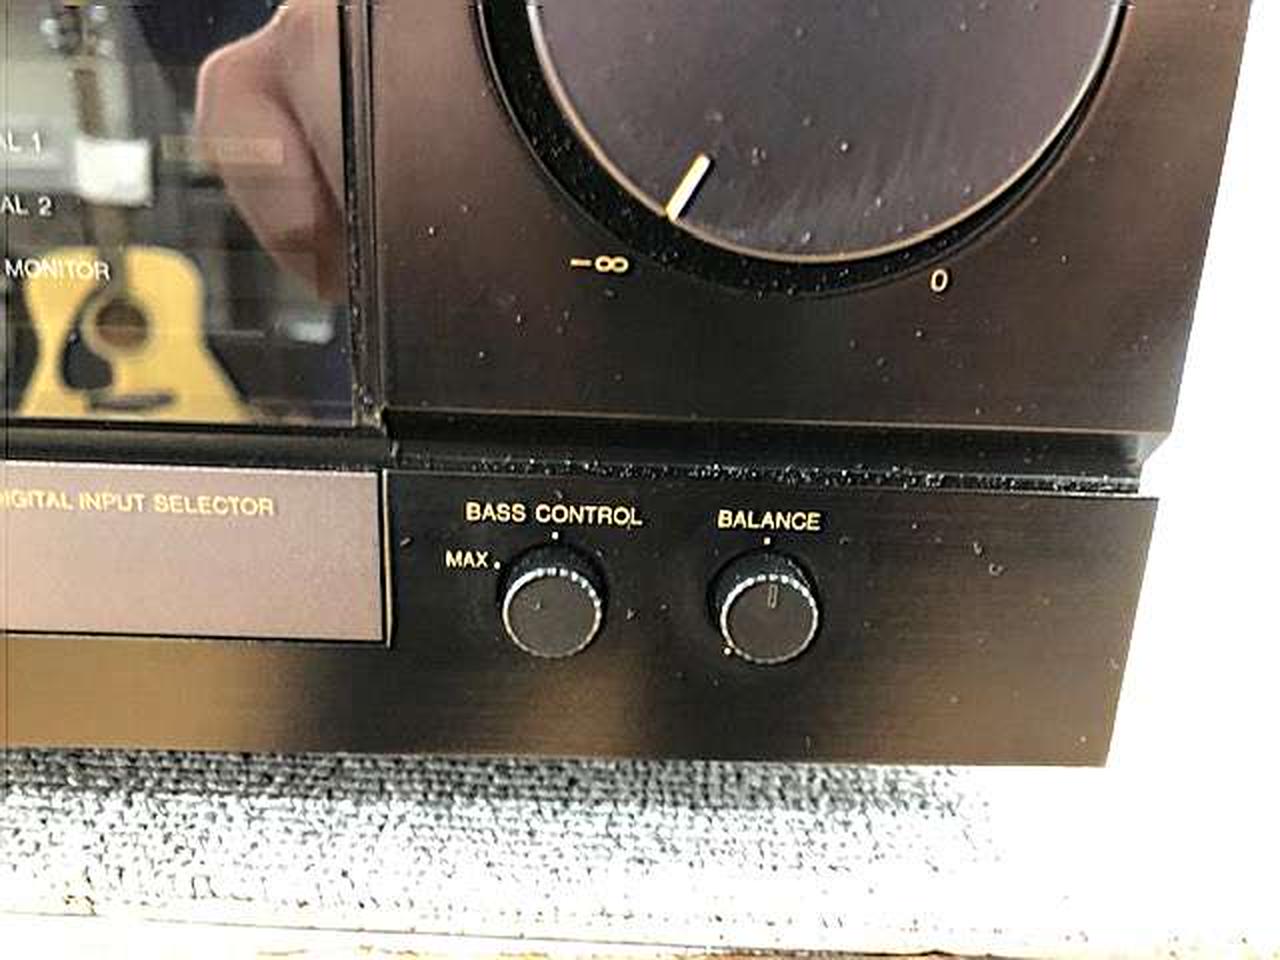 AL 1
AL 2
MONITOR
−∞
0
DIGITAL INPUT SELECTOR
BASS CONTROL
BALANCE
MAX